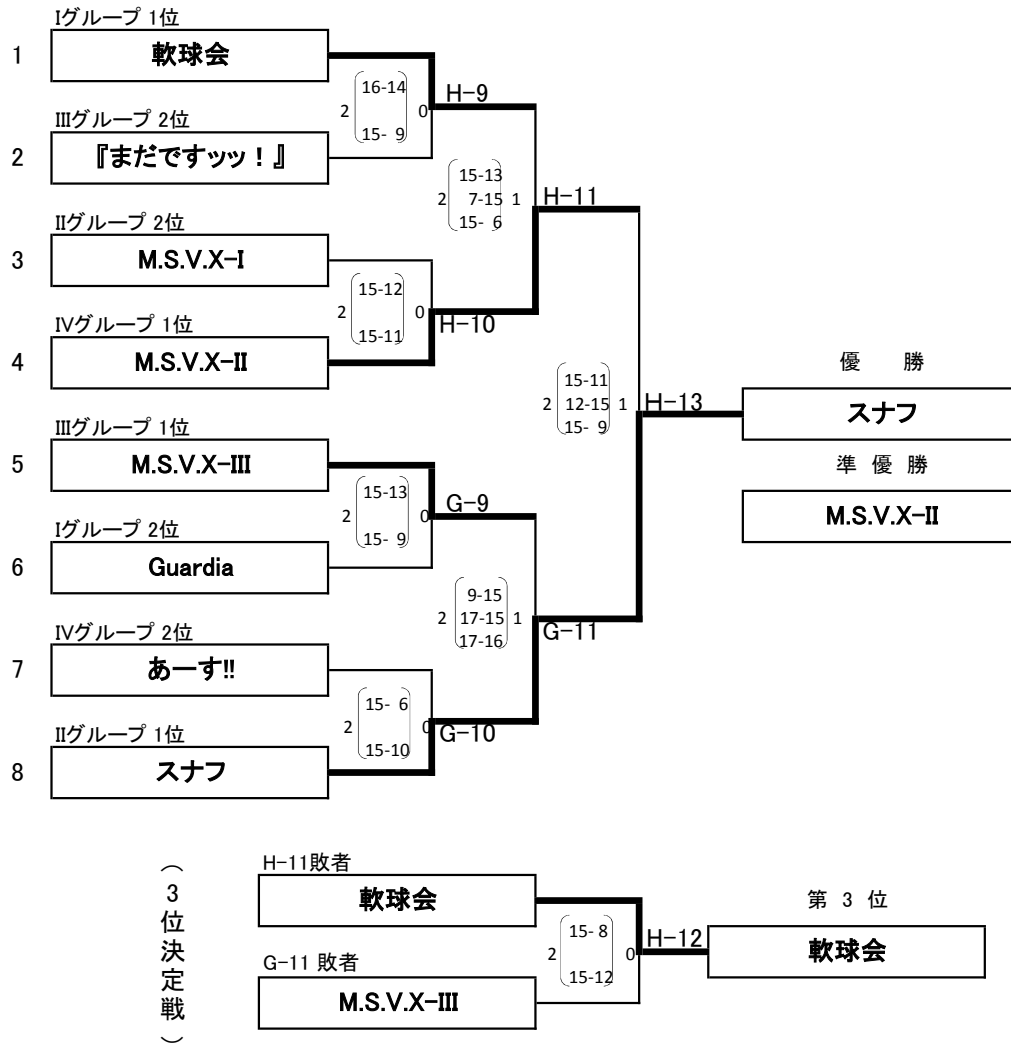 Iグループ 1位
1 軟球会
16-14
2 0 H-9
15- 9
IIIグループ 2位
2 『まだですッッ！』
15-13
2 7-15 1 H-11
15- 6
IIグループ 2位
3 M.S.V.X-I
15-12
2 0 H-10
15-11
IVグループ 1位
4 M.S.V.X-II
15-11
2 12-15 1 H-13
15- 9
優 勝
スナフ
準 優 勝
M.S.V.X-II
IIIグループ 1位
5 M.S.V.X-III
15-13
2 0 G-9
15- 9
Iグループ 2位
6 Guardia
9-15
2 17-15 1 G-11
17-16
IVグループ 2位
7 あーす!!
15- 6
2 0 G-10
15-10
IIグループ 1位
8 スナフ
（3位決定戦）
H-11敗者
軟球会
15- 8
2 0 H-12
15-12
G-11 敗者
M.S.V.X-III
第 3 位
軟球会